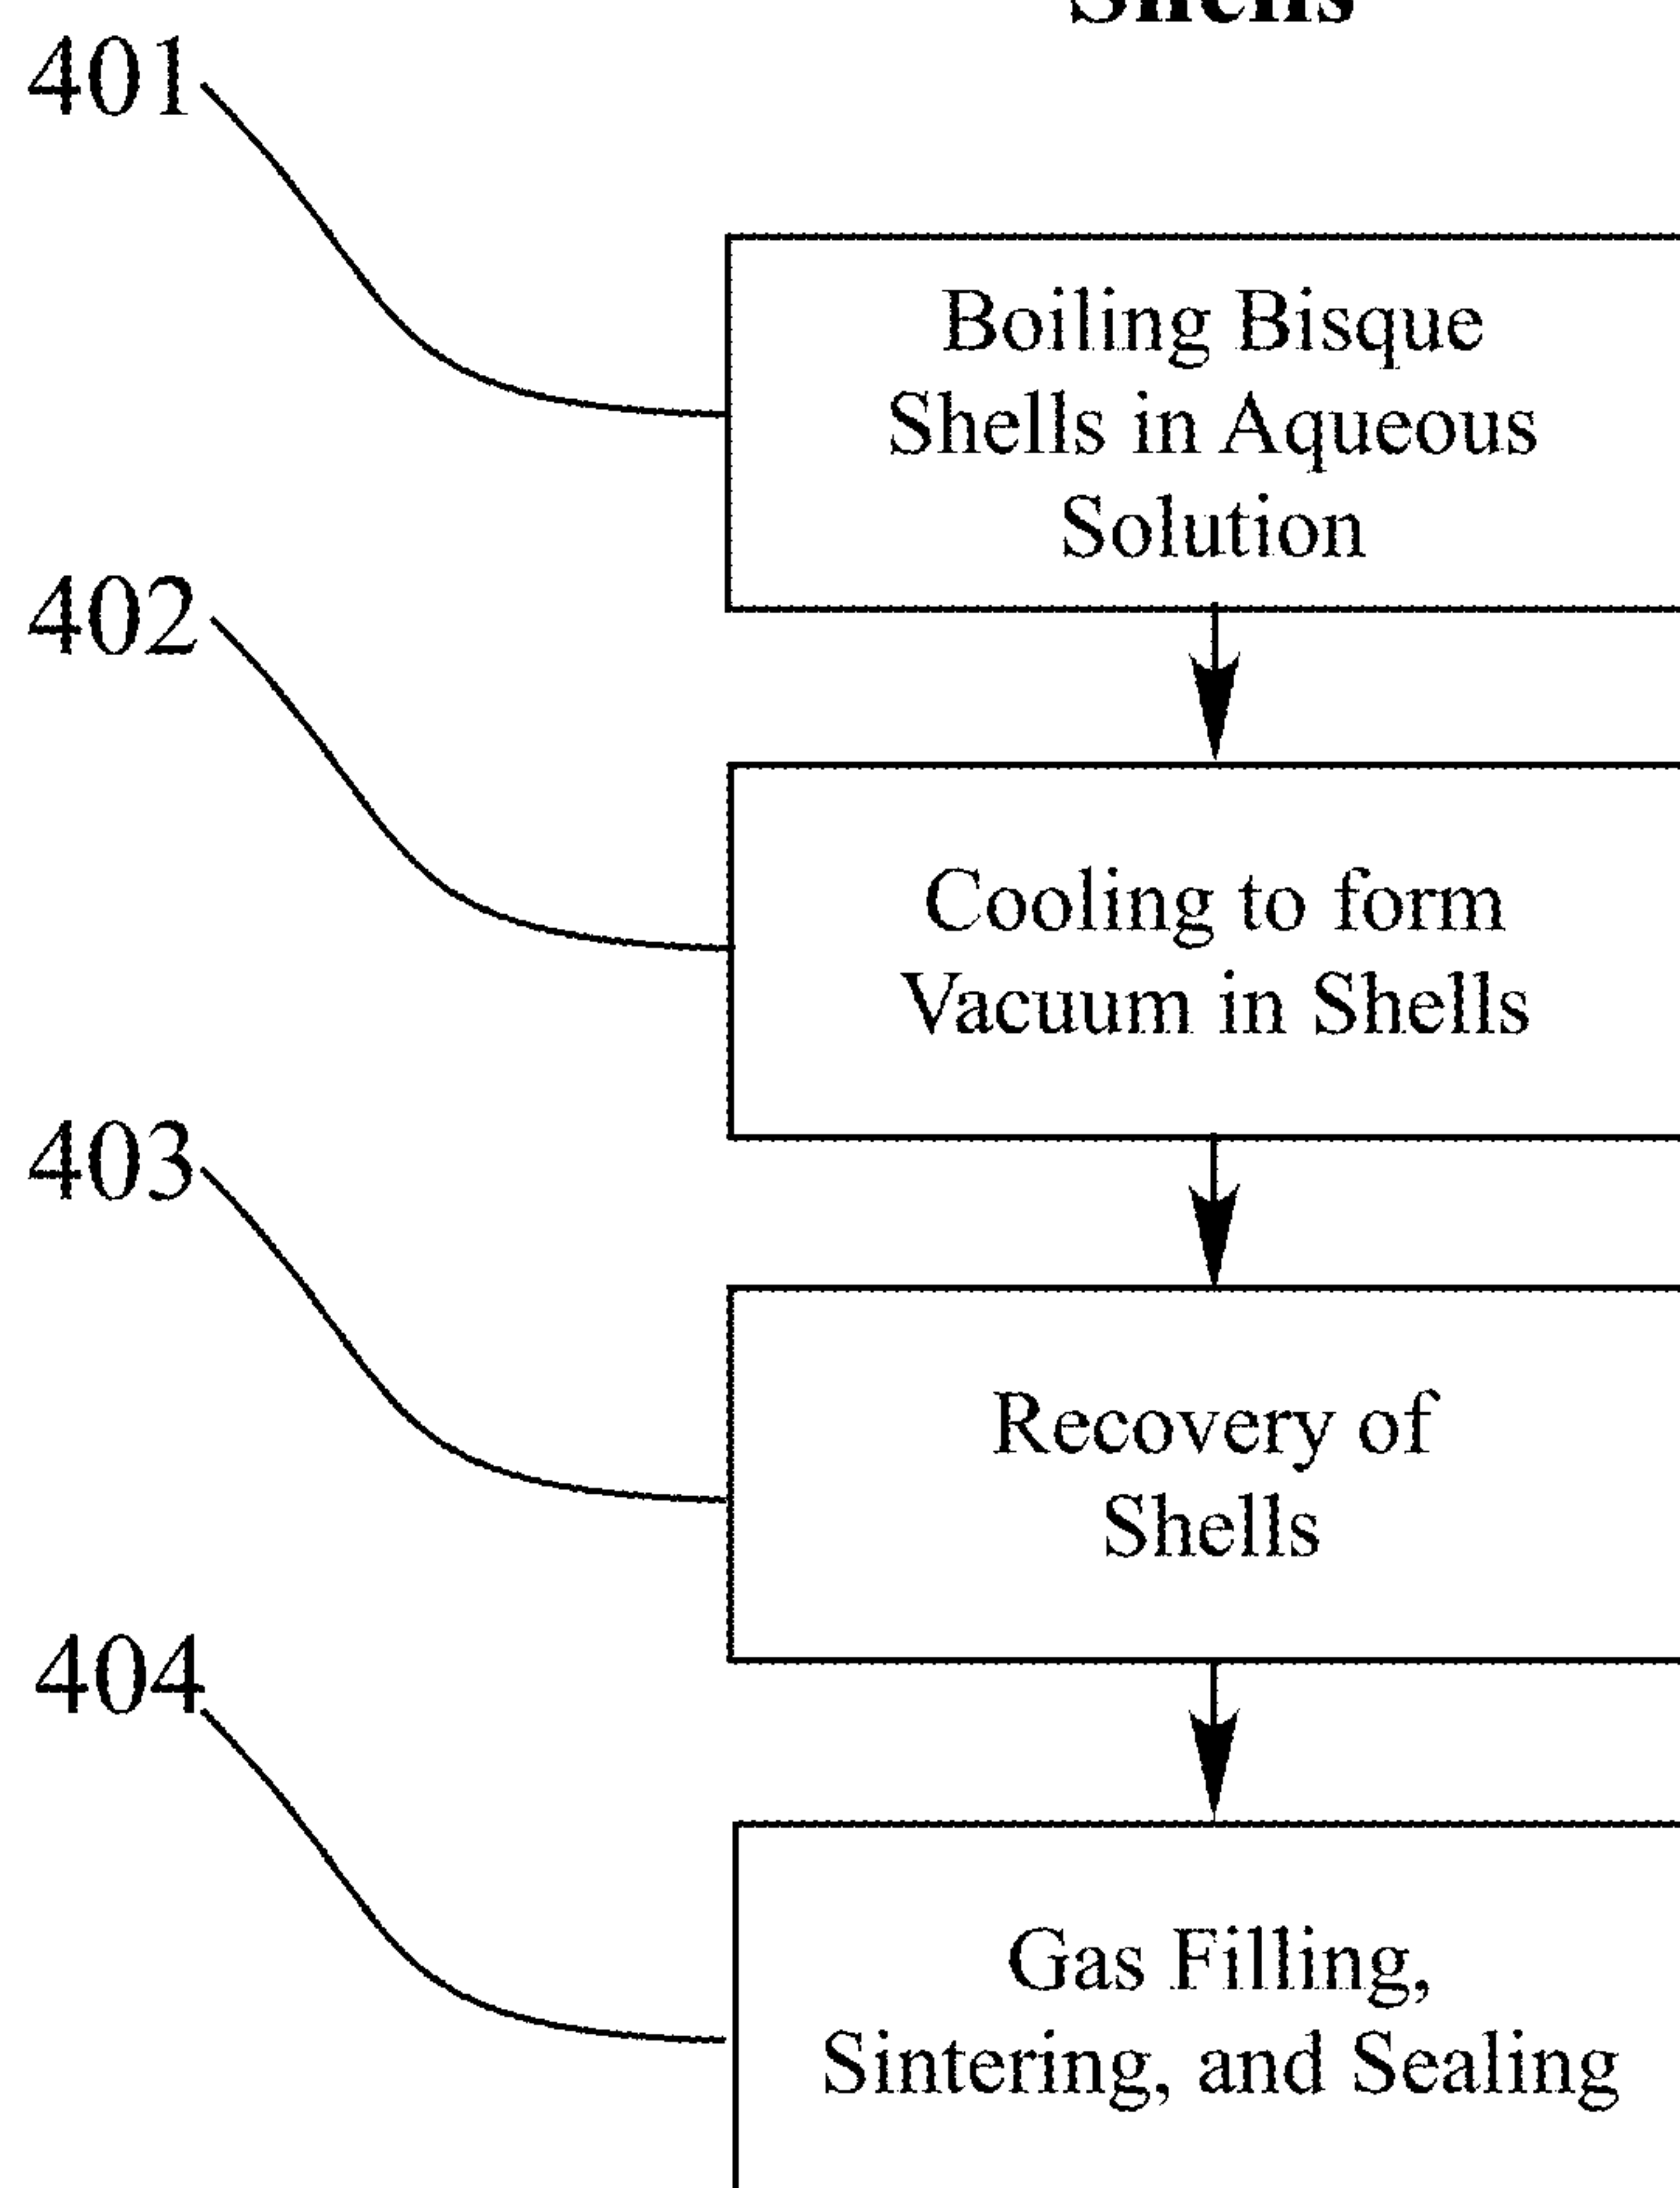 Shells
401
Boiling Bisque
Shells in Aqueous
Solution
402
Cooling to form
Vacuum in Shells
403
Recovery of
Shells
404
Gas Filling,
Sintering, and Sealing